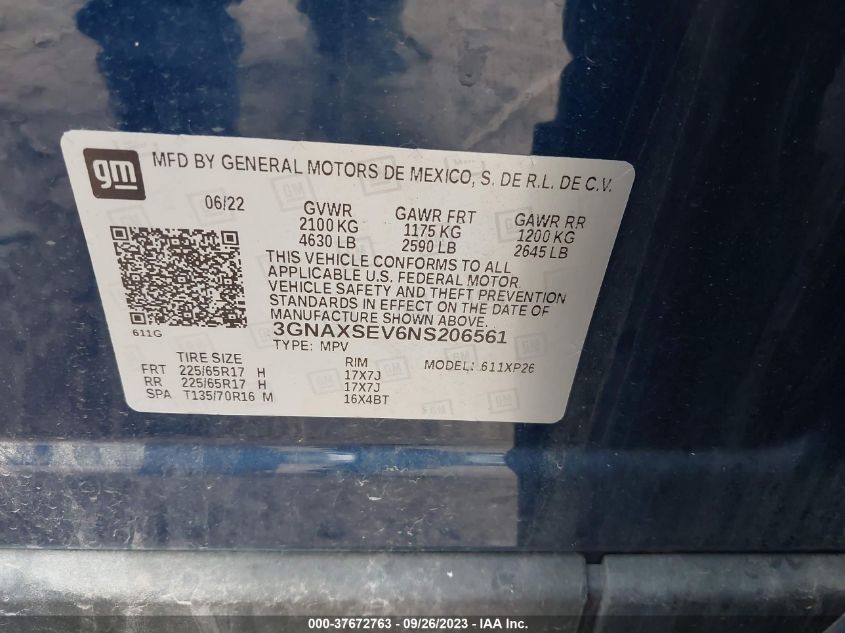 gm
MFD BY GENERAL MOTORS DE MEXICO, S. DE R.L. DE C.V.
06/22
GVWR GAWR FRT GAWR RR
2100 KG 1175 KG 1200 KG
4630 LB 2590 LB 2645 LB
THIS VEHICLE CONFORMS TO ALL
APPLICABLE U.S. FEDERAL MOTOR
VEHICLE SAFETY AND THEFT PREVENTION
STANDARDS IN EFFECT ON THE DATE OF
MANUFACTURE SHOWN ABOVE.
611G
3GNAXSEV6NS206561
TYPE: MPV
TIRE SIZE RIM MODEL: 611XP26
FRT 225/65R17 H 17X7J
RR 225/65R17 H 17X7J
SPA T135/70R16 M 16X4BT
000-37672763 - 09/26/2023 - IAA Inc.